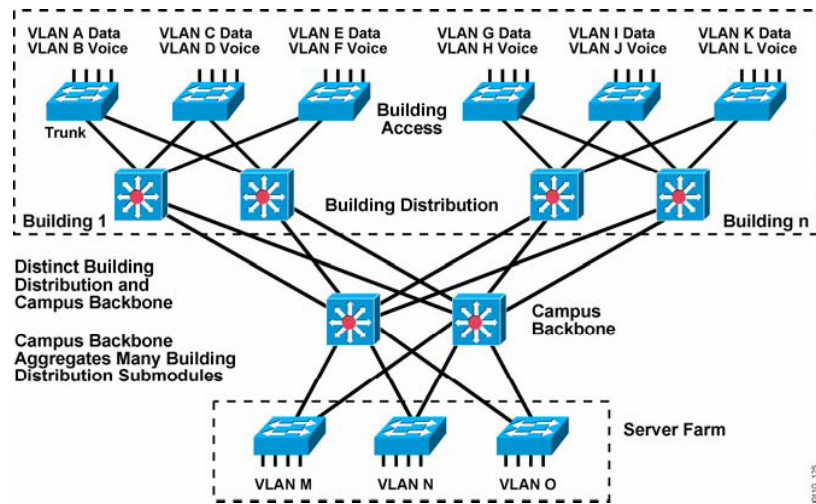 VLAN A Data
VLAN B Voice
VLAN C Data
VLAN D Voice
VLAN E Data
VLAN F Voice
VLAN G Data
VLAN H Voice
VLAN I Data
VLAN J Voice
VLAN K Data
VLAN L Voice
Trunk
Building
Access
Building 1
Building Distribution
Building n
Distinct Building
Distribution and
Campus Backbone
Campus Backbone
Aggregates Many Building
Distribution Submodules
Campus
Backbone
Server Farm
VLAN M
VLAN N
VLAN O